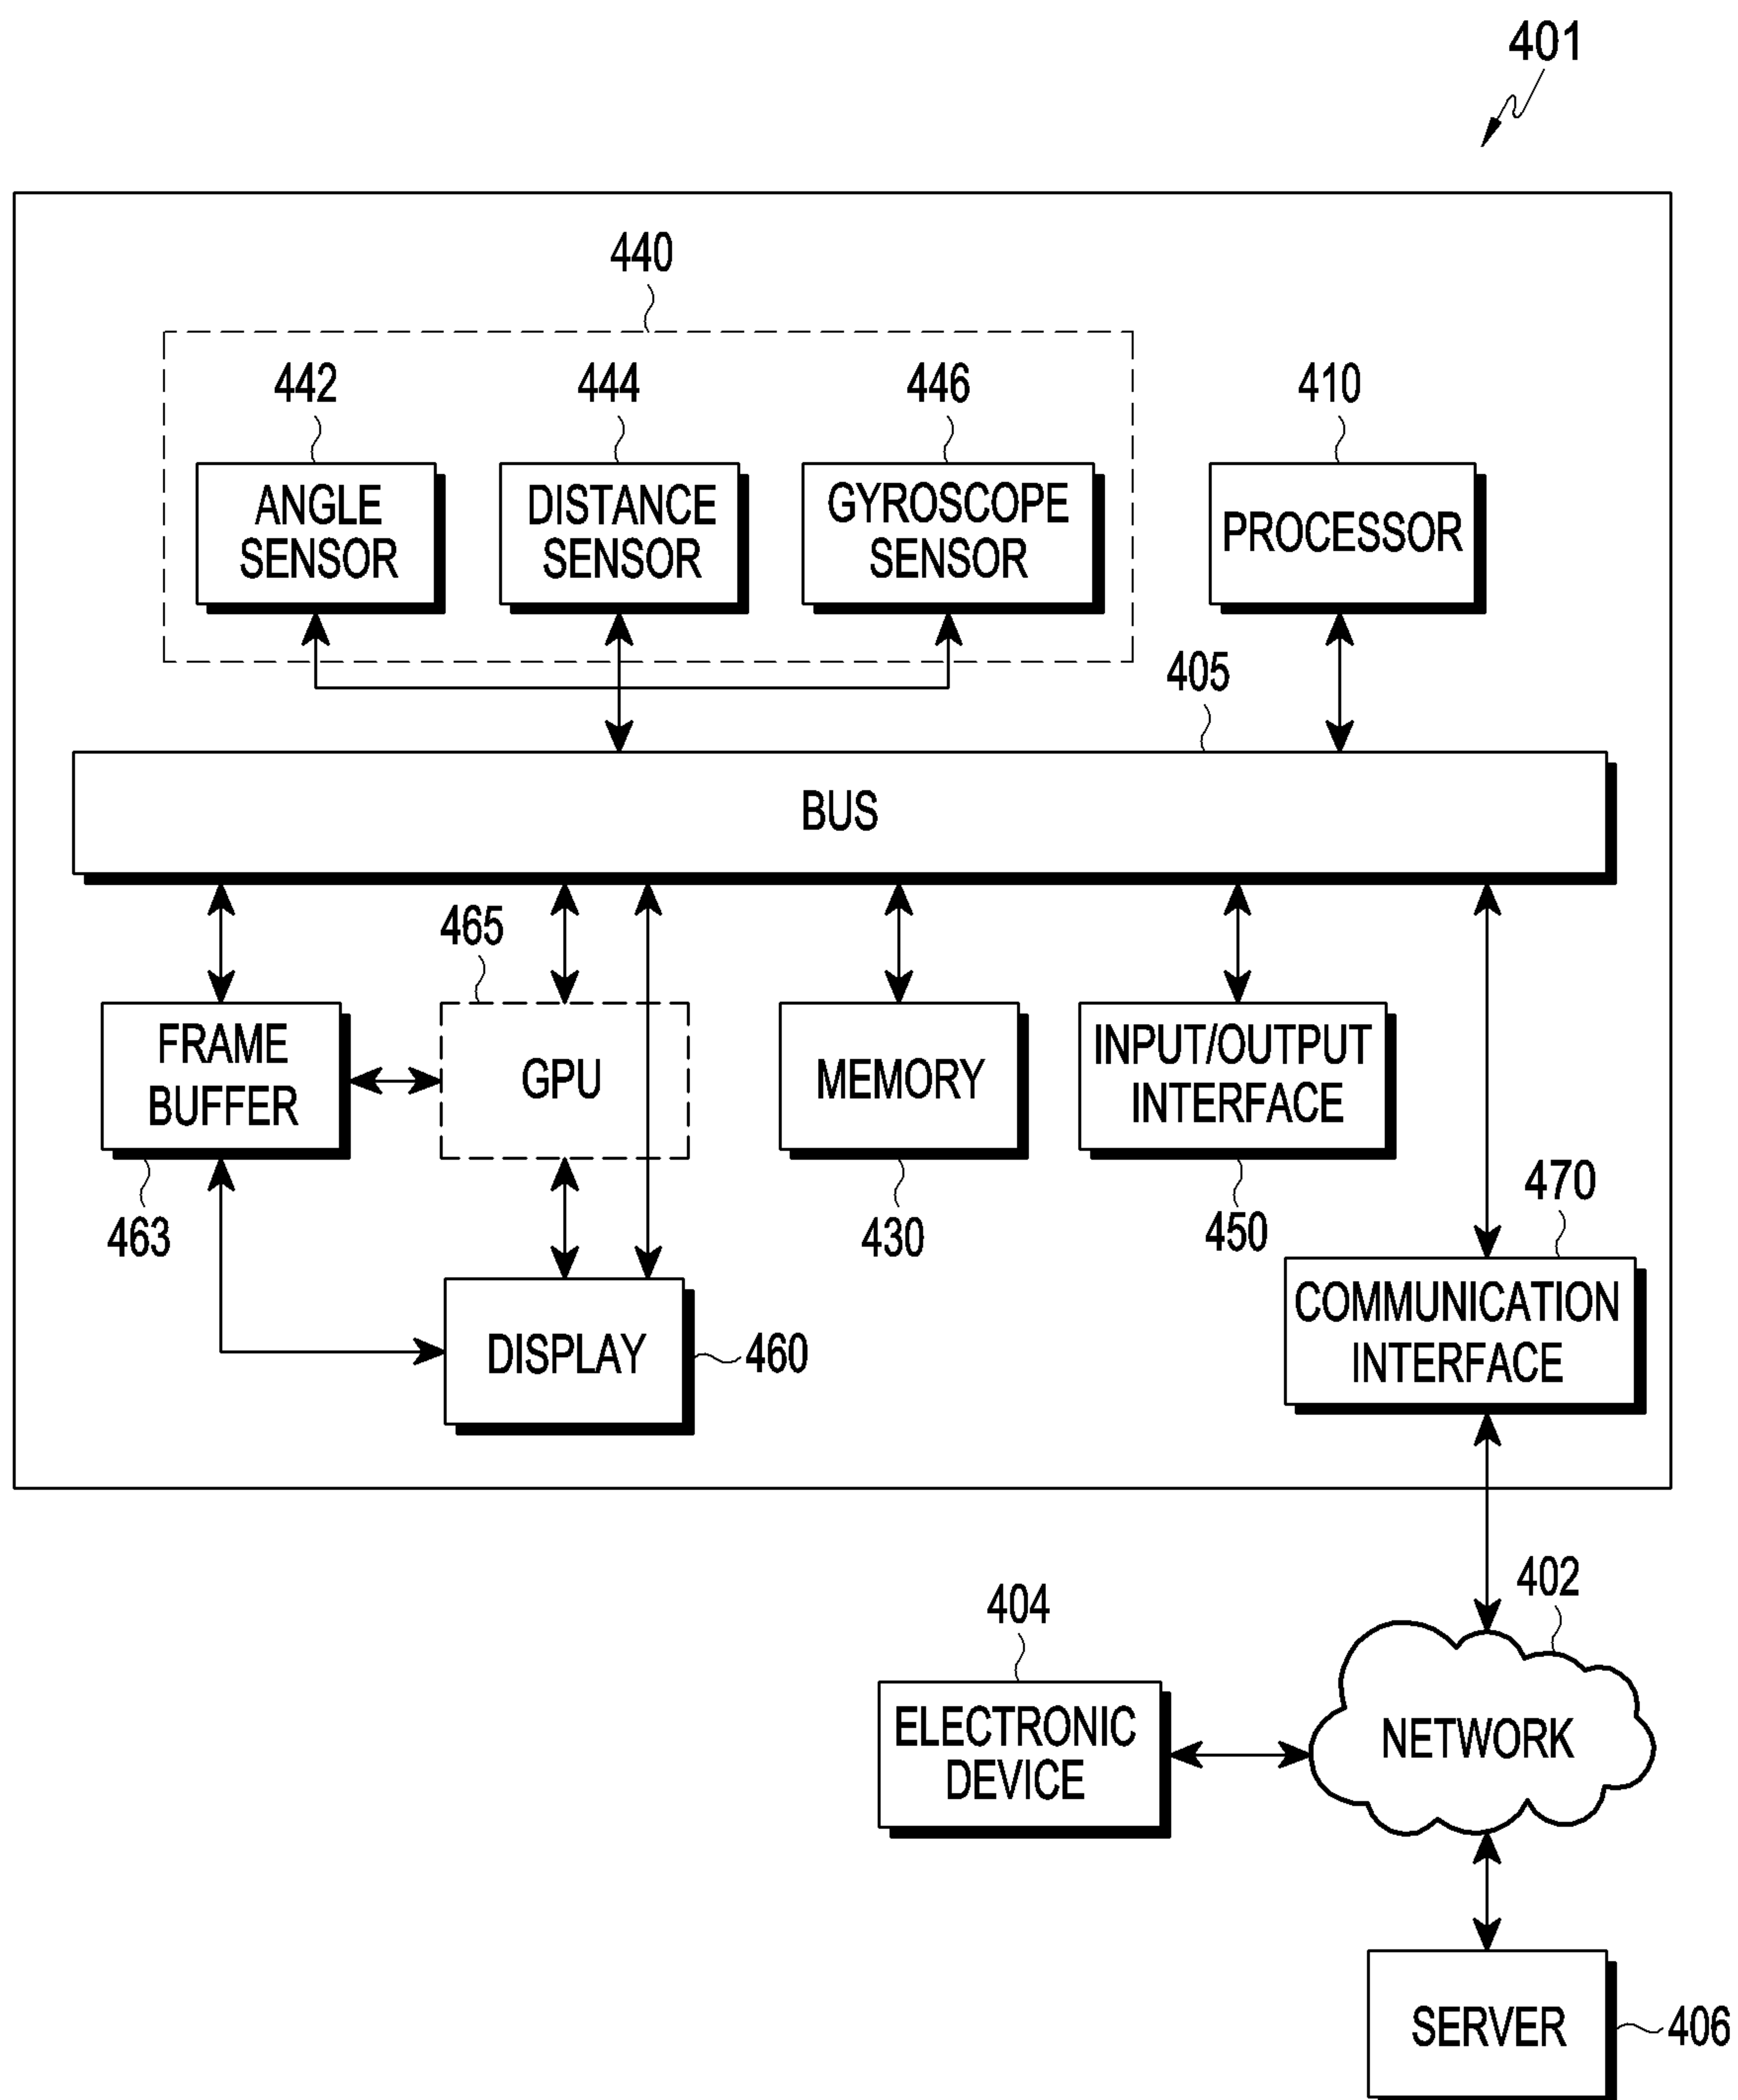 401
440
442
444
446
410
ANGLE
SENSOR
DISTANCE
SENSOR
GYROSCOPE
SENSOR
PROCESSOR
405
BUS
465
FRAME
BUFFER
GPU
MEMORY
INPUT/OUTPUT
INTERFACE
463
430
450
470
DISPLAY
460
COMMUNICATION
INTERFACE
402
404
ELECTRONIC
DEVICE
NETWORK
SERVER
406